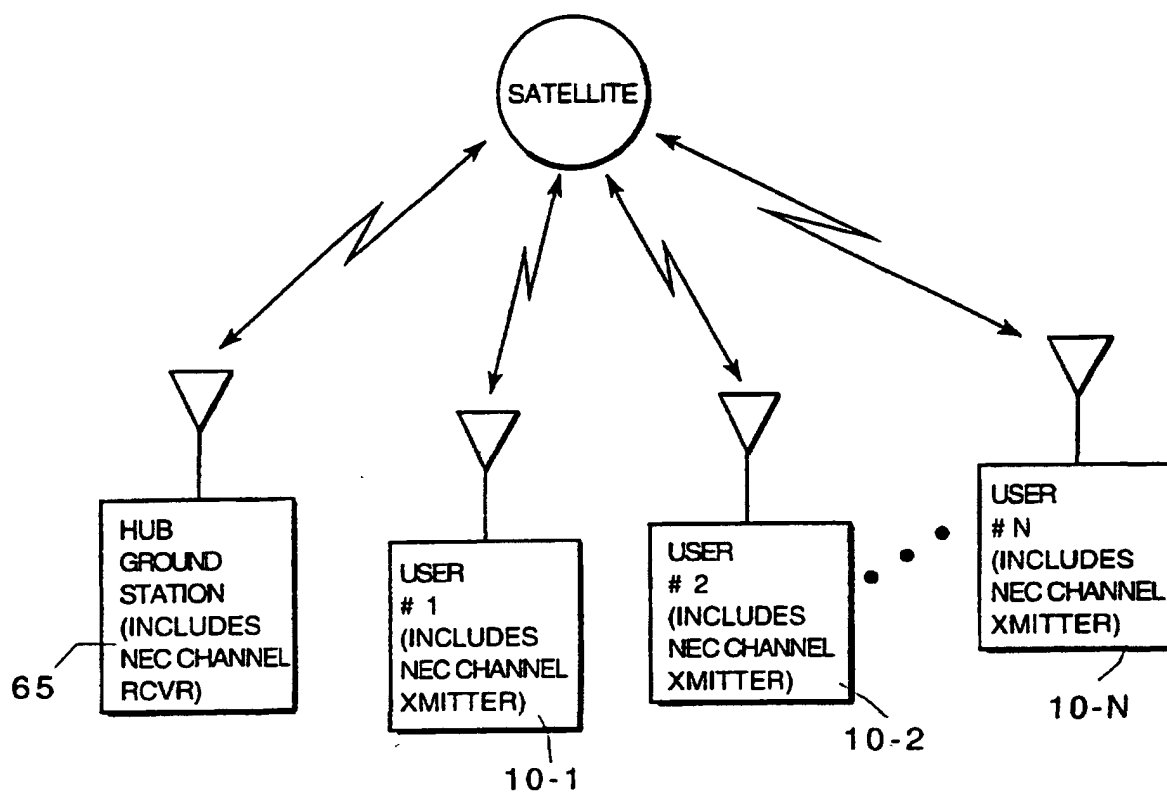 SATELLITE
HUB
GROUND
STATION
(INCLUDES
NEC CHANNEL
RCVR)
65
USER
# 1
(INCLUDES
NEC CHANNEL
XMITTER)
10-1
USER
# 2
(INCLUDES
NEC CHANNEL
XMITTER)
10-2
USER
# N
(INCLUDES
NEC CHANNEL
XMITTER)
10-N